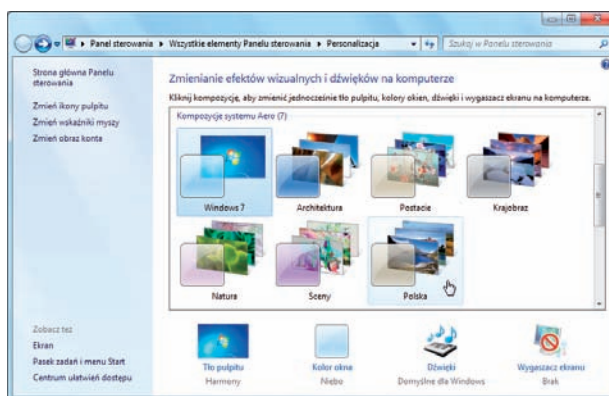 Panel sterowania ▸ Wszystkie elementy Panelu sterowania ▸ Personalizacja
Szukaj w Panelu sterowania
Strona główna Panelu
sterowania
Zmień ikony pulpitu
Zmień wskaźniki myszy
Zmień obraz konta
Zmienianie efektów wizualnych i dźwięków na komputerze
Kliknij kompozycję, aby zmienić jednocześnie tło pulpitu, kolory okien, dźwięki i wygaszacz ekranu na komputerze.
Kompozycje systemu Aero (7)
Windows 7
Architektura
Postacie
Krajobraz
Natura
Sceny
Polska
Zobacz też
Ekran
Pasek zadań i menu Start
Centrum ułatwień dostępu
Tło pulpitu
Harmony
Kolor okna
Niebo
Dźwięki
Domyślne dla Windows
Wygaszacz ekranu
Brak